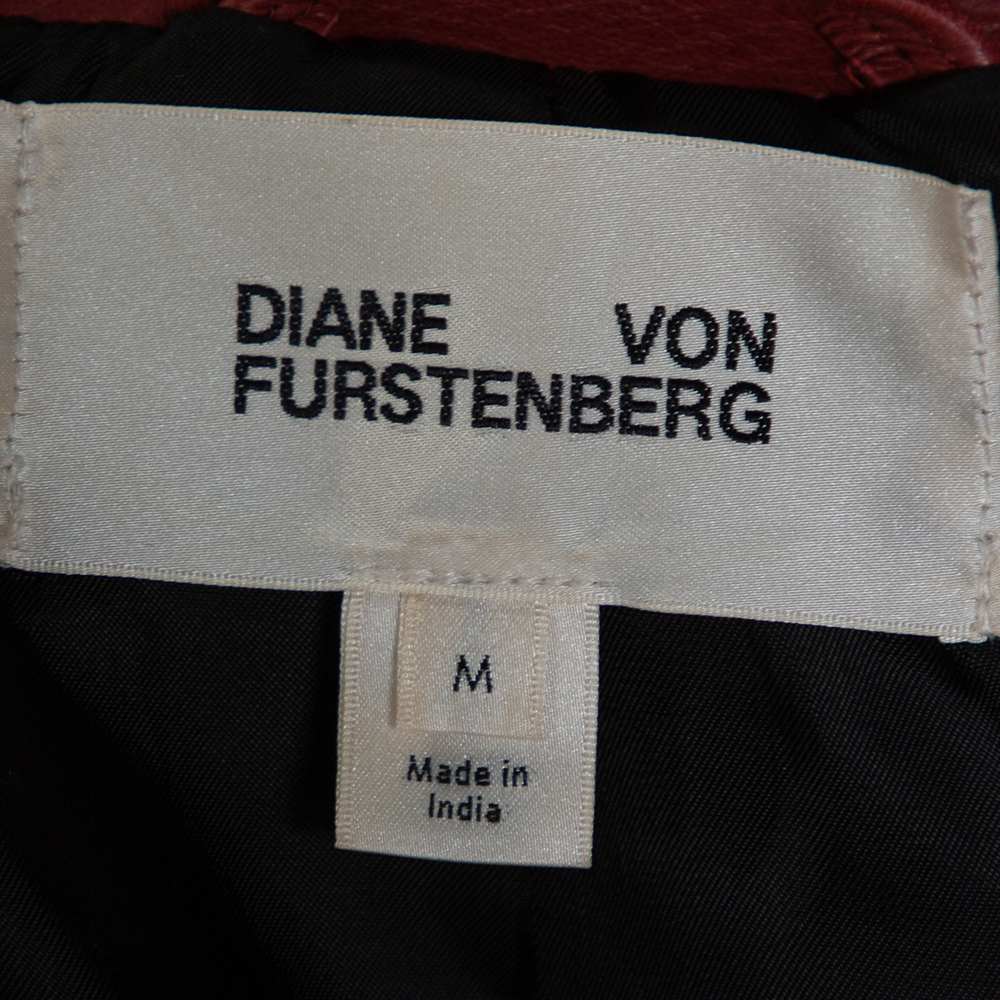 DIANE VON
FURSTENBERG
M
Made in
India